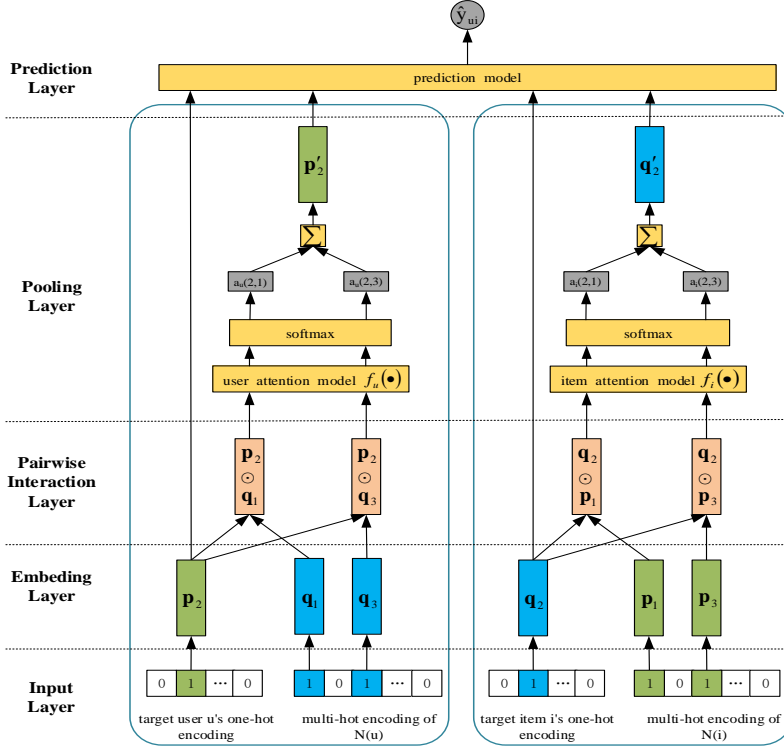 ŷui
Prediction
Layer
prediction model
p′2
q′2
Σ
Σ
Pooling
Layer
au(2,1)
au(2,3)
ai(2,1)
ai(2,3)
softmax
softmax
user attention model fu(●)
item attention model fi(●)
Pairwise
Interaction
Layer
p2
⊙
q1
p2
⊙
q3
q2
⊙
p1
q2
⊙
p3
Embeding
Layer
p2
q1
q3
q2
p1
p3
Input
Layer
0 1 ... 0
1 0 1 ... 0
0 1 ... 0
1 0 1 ... 0
target user u's one-hot
encoding
multi-hot encoding of
N(u)
target item i's one-hot
encoding
multi-hot encoding of
N(i)